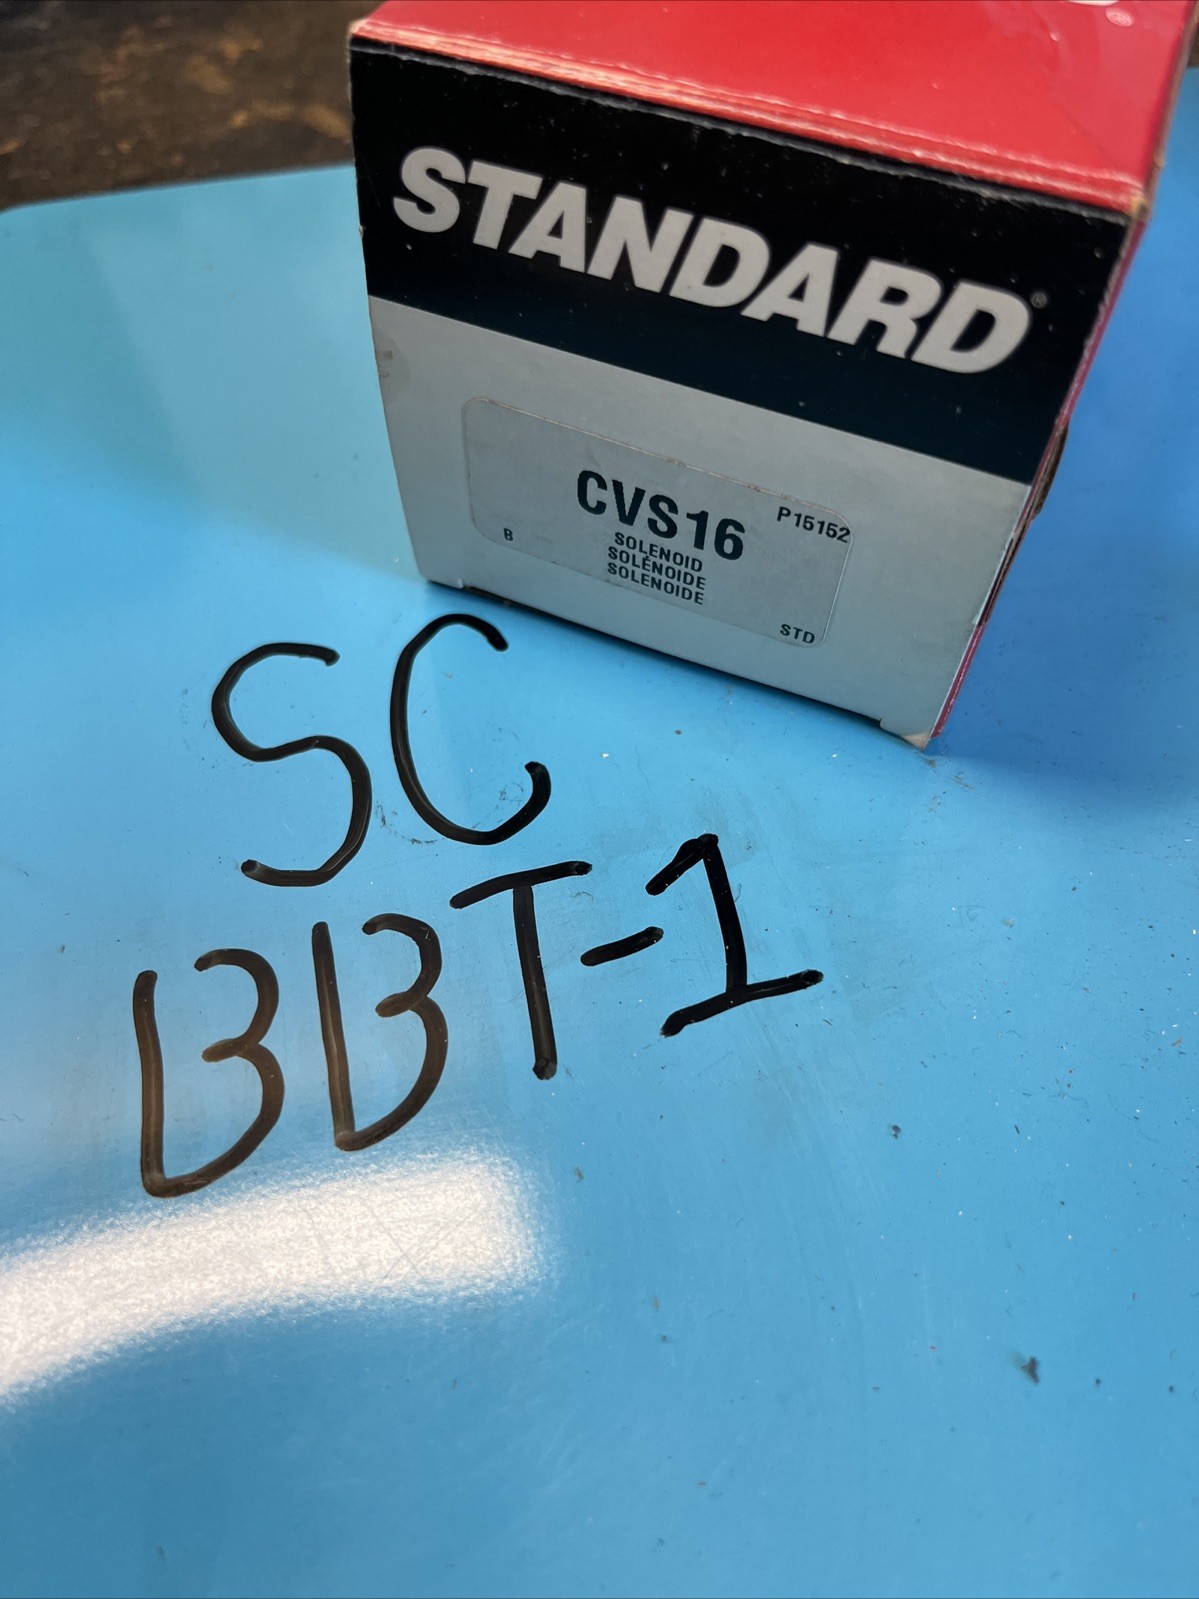 STANDARD®
CVS16
P15152
SOLENOID
B
SOLÉNOIDE
SOLENOIDE
STD
SC
BBT-1